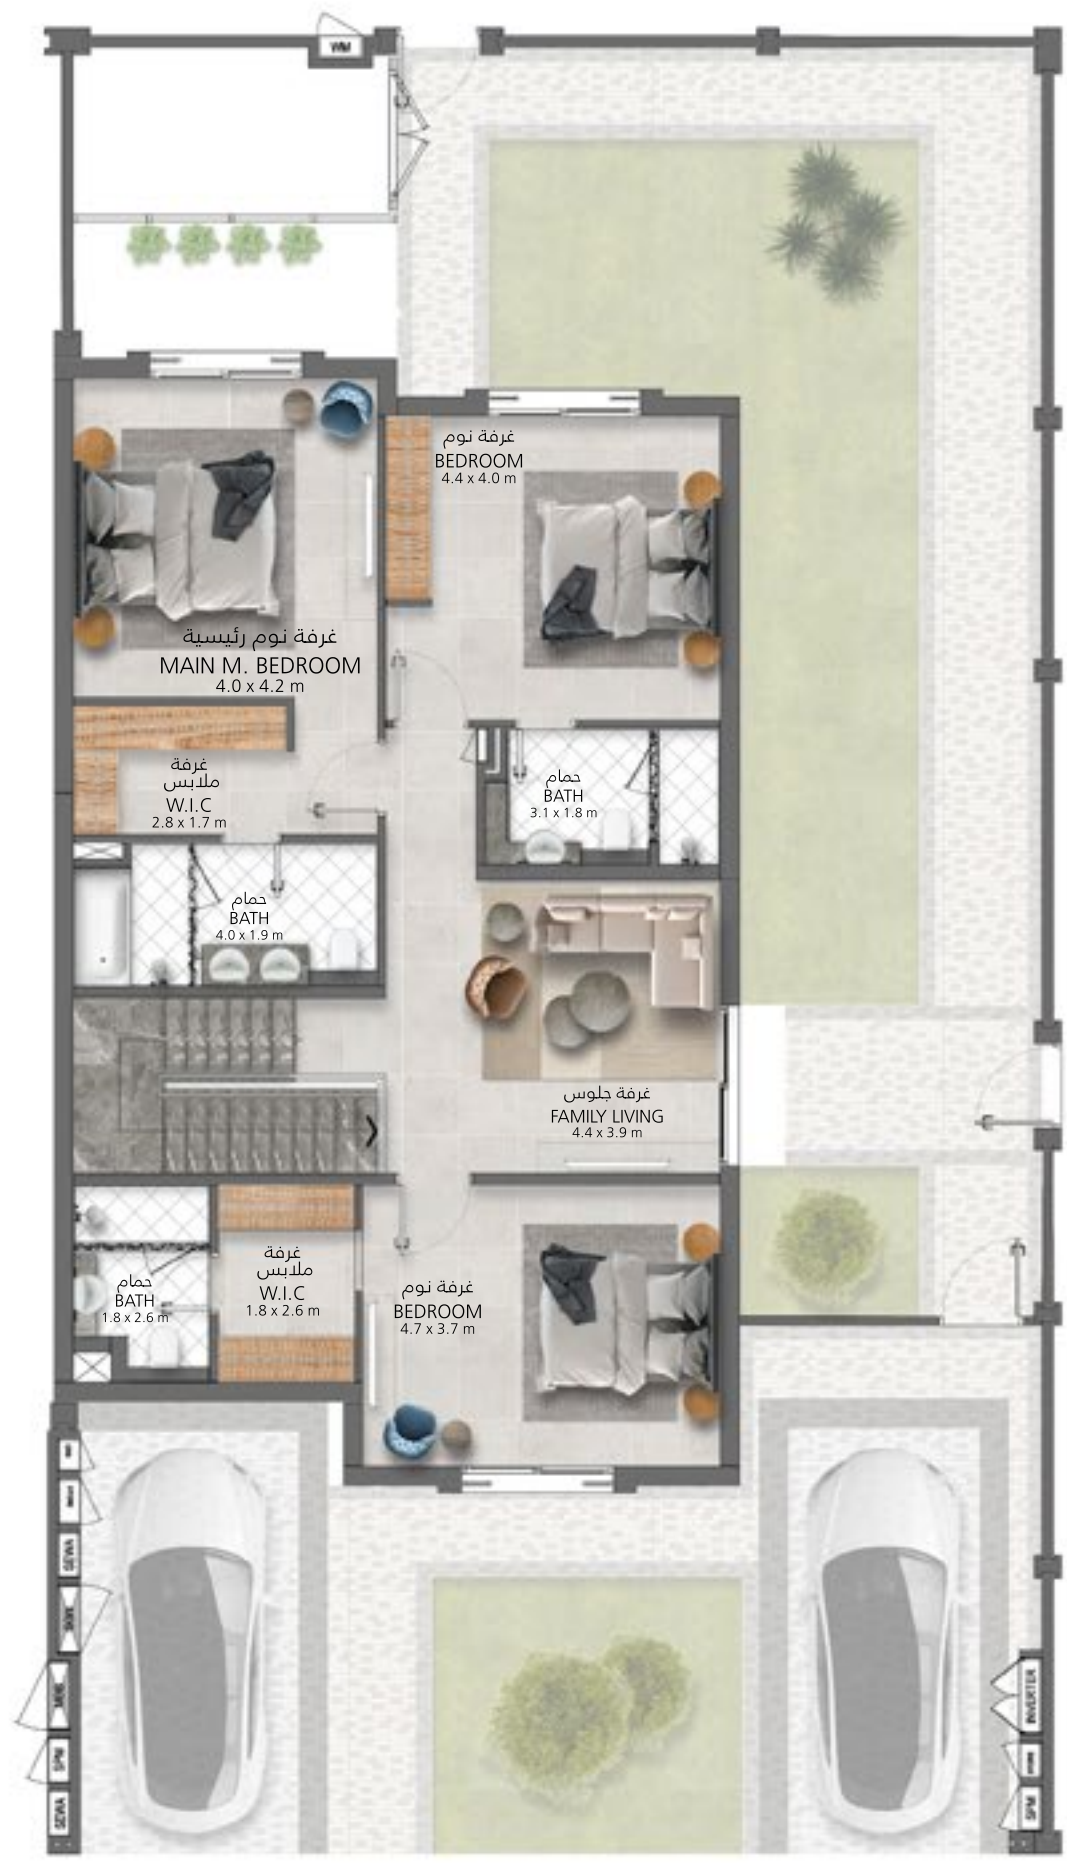 WM
غرفة نوم
BEDROOM
4.4 x 4.0 m
غرفة نوم رئيسية
MAIN M. BEDROOM
4.0 x 4.2 m
غرفة
ملابس
W.I.C
2.8 x 1.7 m
حمام
BATH
3.1 x 1.8 m
حمام
BATH
4.0 x 1.9 m
غرفة جلوس
FAMILY LIVING
4.4 x 3.9 m
غرفة
ملابس
W.I.C
1.8 x 2.6 m
حمام
BATH
1.8 x 2.6 m
غرفة نوم
BEDROOM
4.7 x 3.7 m
SEWA
SPM
SEWA
INVERTER
SPM